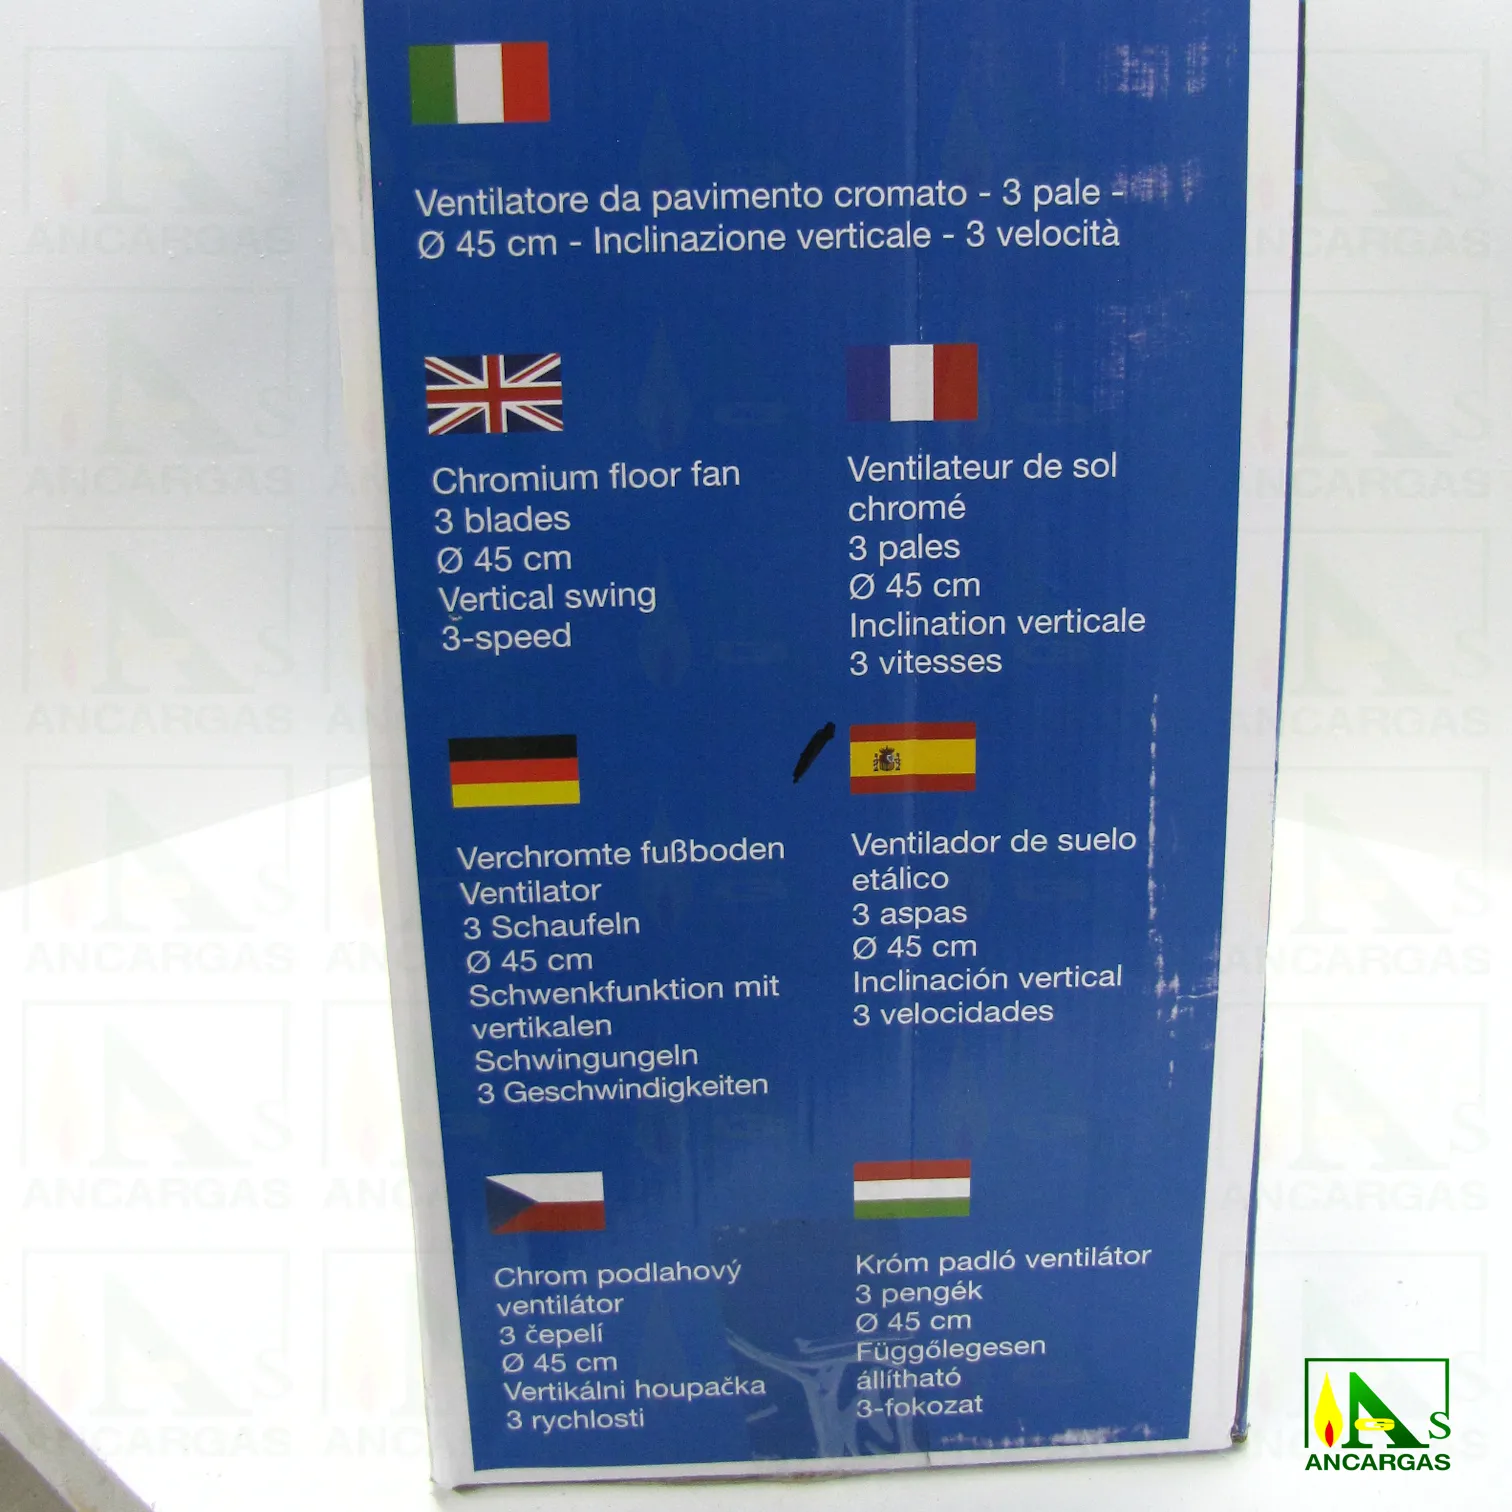 Ventilatore da pavimento cromato - 3 pale -
Ø 45 cm - Inclinazione verticale - 3 velocità
Chromium floor fan
3 blades
Ø 45 cm
Vertical swing
3-speed
Ventilateur de sol
chromé
3 pales
Ø 45 cm
Inclination verticale
3 vitesses
Verchromte fußboden
Ventilator
3 Schaufeln
Ø 45 cm
Schwenkfunktion mit
vertikalen
Schwingungeln
3 Geschwindigkeiten
Ventilador de suelo
etálico
3 aspas
Ø 45 cm
Inclinación vertical
3 velocidades
Chrom podlahový
ventilátor
3 čepelí
Ø 45 cm
Vertikálni houpačka
3 rychlosti
Króm padló ventilátor
3 pengék
Ø 45 cm
Függőlegesen
állítható
3-fokozat
AGS
ANCARGAS